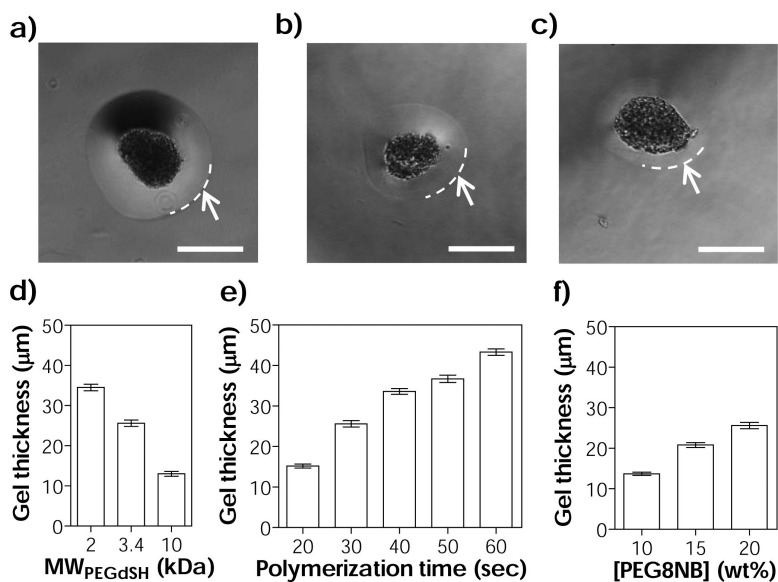 a)
b)
c)
d)
e)
f)
Gel thickness (μm)
50
40
30
20
10
0
2 3.4 10
MWPEGdSH (kDa)
Gel thickness (μm)
50
40
30
20
10
0
20 30 40 50 60
Polymerization time (sec)
Gel thickness (μm)
50
40
30
20
10
0
10 15 20
[PEG8NB] (wt%)